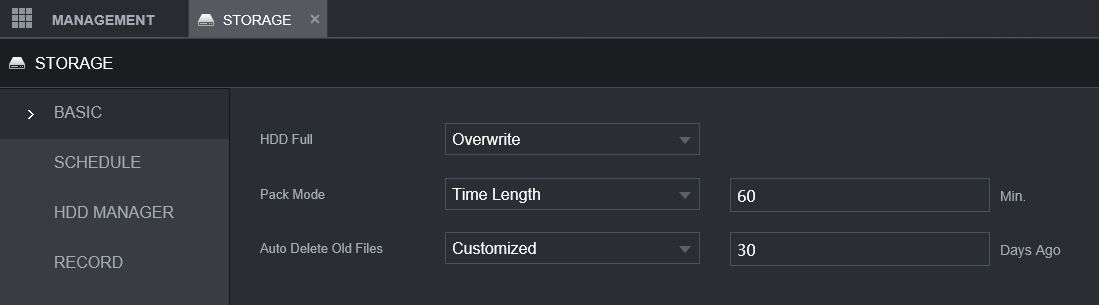 MANAGEMENT
STORAGE ×
STORAGE
BASIC
SCHEDULE
HDD MANAGER
RECORD
HDD Full Overwrite
Pack Mode Time Length 60 Min.
Auto Delete Old Files Customized 30 Days Ago